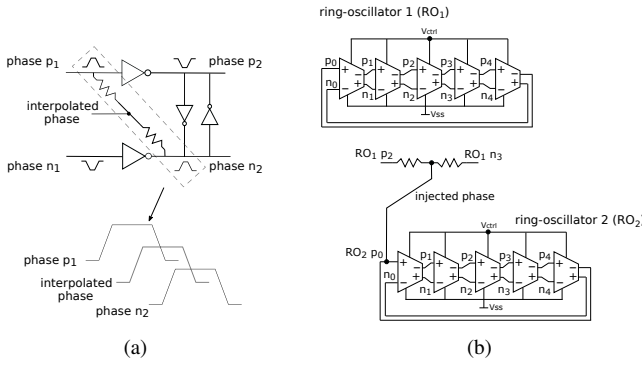 phase p1
phase p2
interpolated
phase
phase n1
phase n2
phase p1
interpolated
phase
phase n2
(a)
ring-oscillator 1 (RO1)
Vctrl
p0 p1 p2 p3 p4
n0 n1 n2 n3 n4
Vss
RO1 p2 RO1 n3
injected phase
ring-oscillator 2 (RO2)
Vctrl
RO2 p0 p1 p2 p3 p4
n0 n1 n2 n3 n4
Vss
(b)